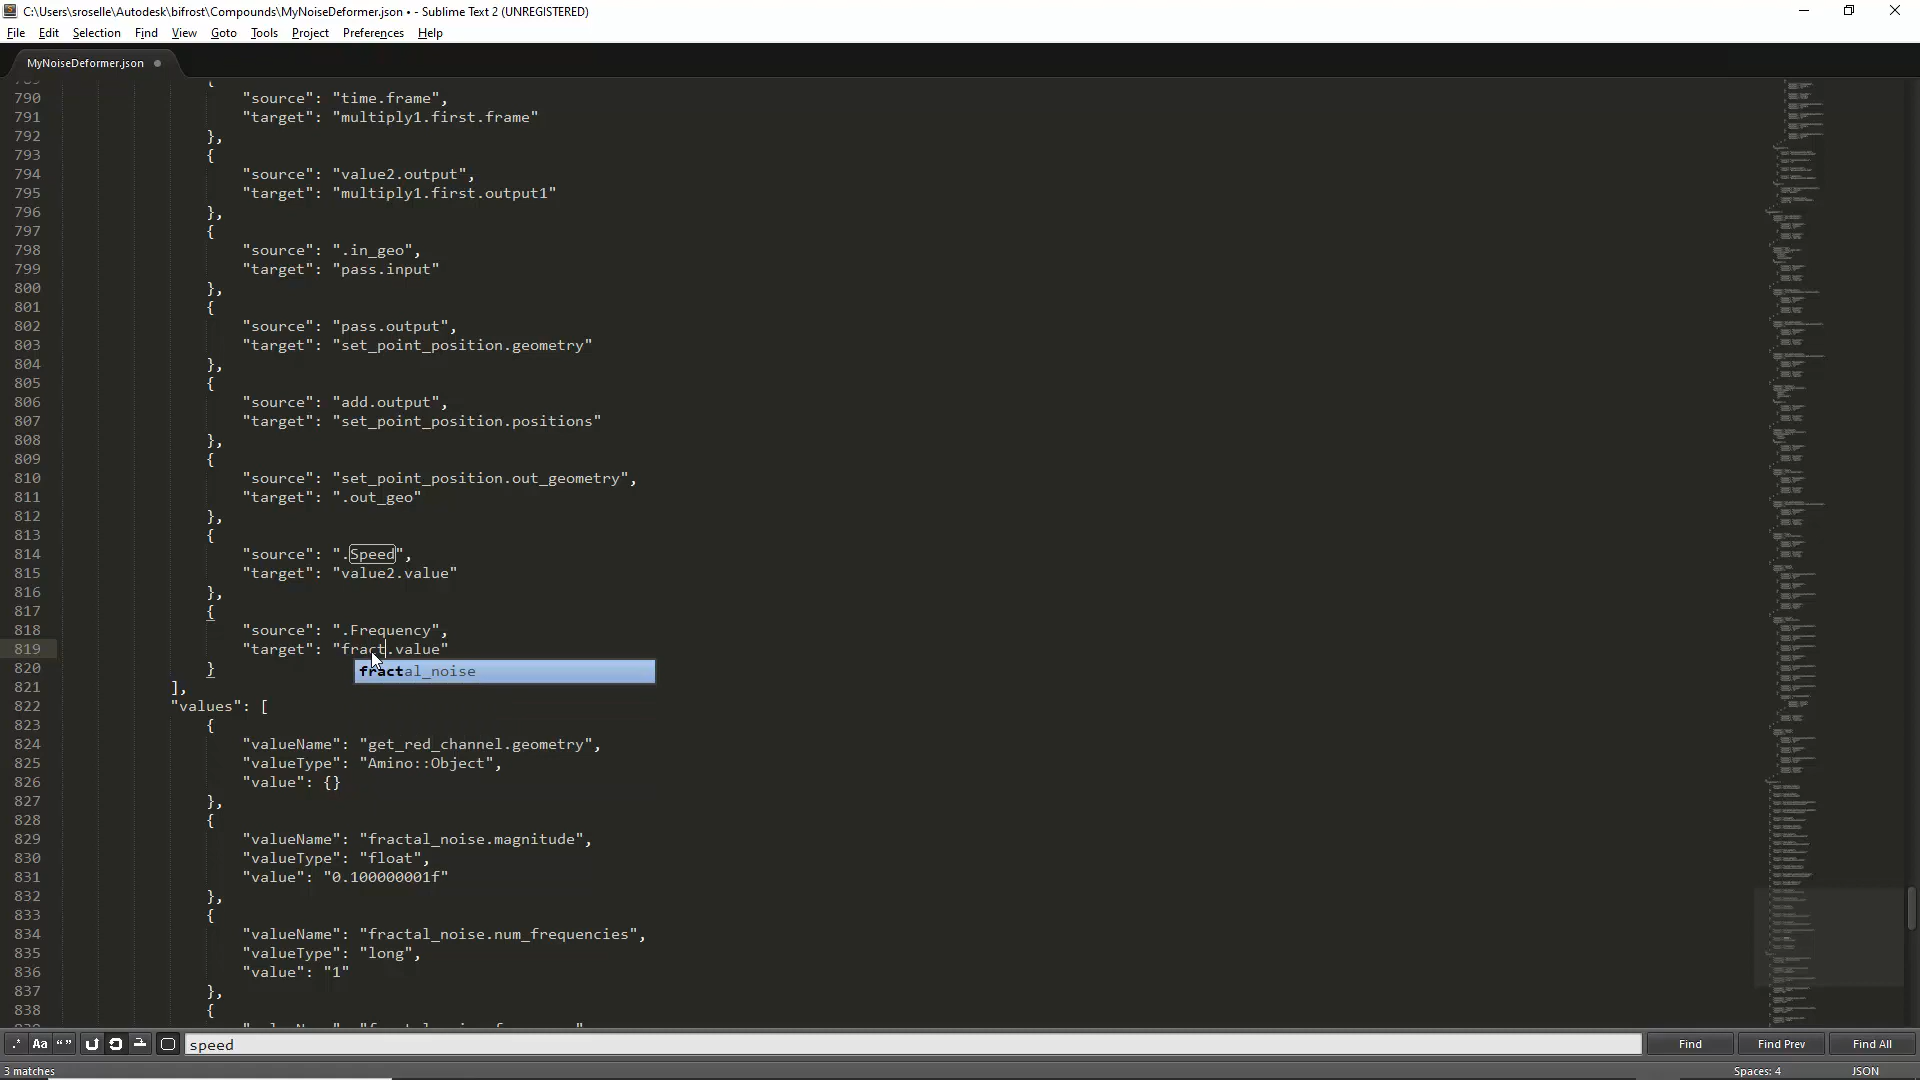 C:\Users\sroselle\Autodesk\bifrost\Compounds\MyNoiseDeformer.json • - Sublime Text 2 (UNREGISTERED)
File Edit Selection Find View Goto Tools Project Preferences Help
MyNoiseDeformer.json
789 {
790 "source": "time.frame",
791 "target": "multiply1.first.frame"
792 },
793 {
794 "source": "value2.output",
795 "target": "multiply1.first.output1"
796 },
797 {
798 "source": ".in_geo",
799 "target": "pass.input"
800 },
801 {
802 "source": "pass.output",
803 "target": "set_point_position.geometry"
804 },
805 {
806 "source": "add.output",
807 "target": "set_point_position.positions"
808 },
809 {
810 "source": "set_point_position.out_geometry",
811 "target": ".out_geo"
812 },
813 {
814 "source": ".Speed",
815 "target": "value2.value"
816 },
817 {
818 "source": ".Frequency",
819 "target": "fract.value"
820 }
fractal_noise
821 ],
822 "values": [
823 {
824 "valueName": "get_red_channel.geometry",
825 "valueType": "Amino::Object",
826 "value": {}
827 },
828 {
829 "valueName": "fractal_noise.magnitude",
830 "valueType": "float",
831 "value": "0.100000001f"
832 },
833 {
834 "valueName": "fractal_noise.num_frequencies",
835 "valueType": "long",
836 "value": "1"
837 },
838 {
.* Aa “ ” speed Find Find Prev Find All
3 matches Spaces: 4 JSON